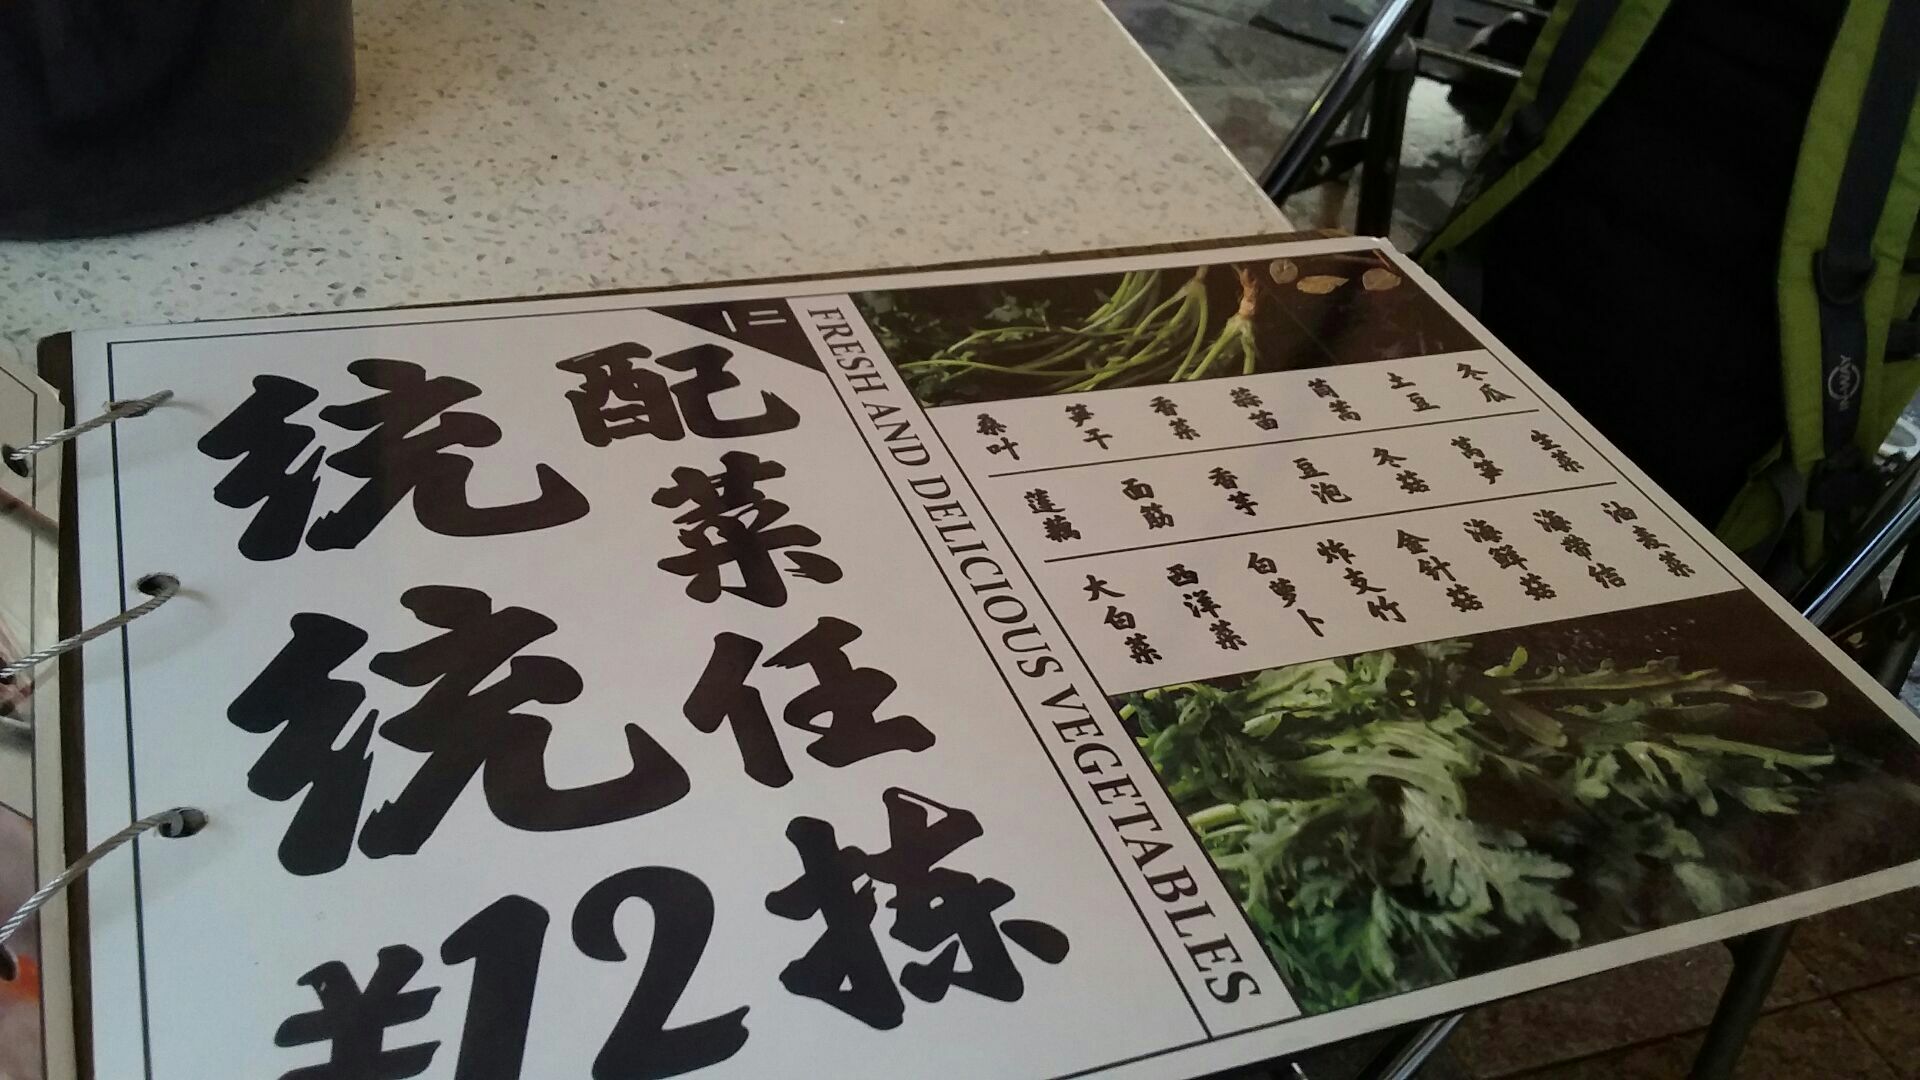 配菜任拣
统统
¥12
FRESH AND DELICIOUS VEGETABLES
冬瓜
土豆
茼蒿
蒜苗
香菜
笋干
桑叶
生菜
莴笋
冬菇
豆泡
香芋
面筋
莲藕
油麦菜
海带结
海鲜菇
金针菇
炸支竹
白萝卜
西洋菜
大白菜